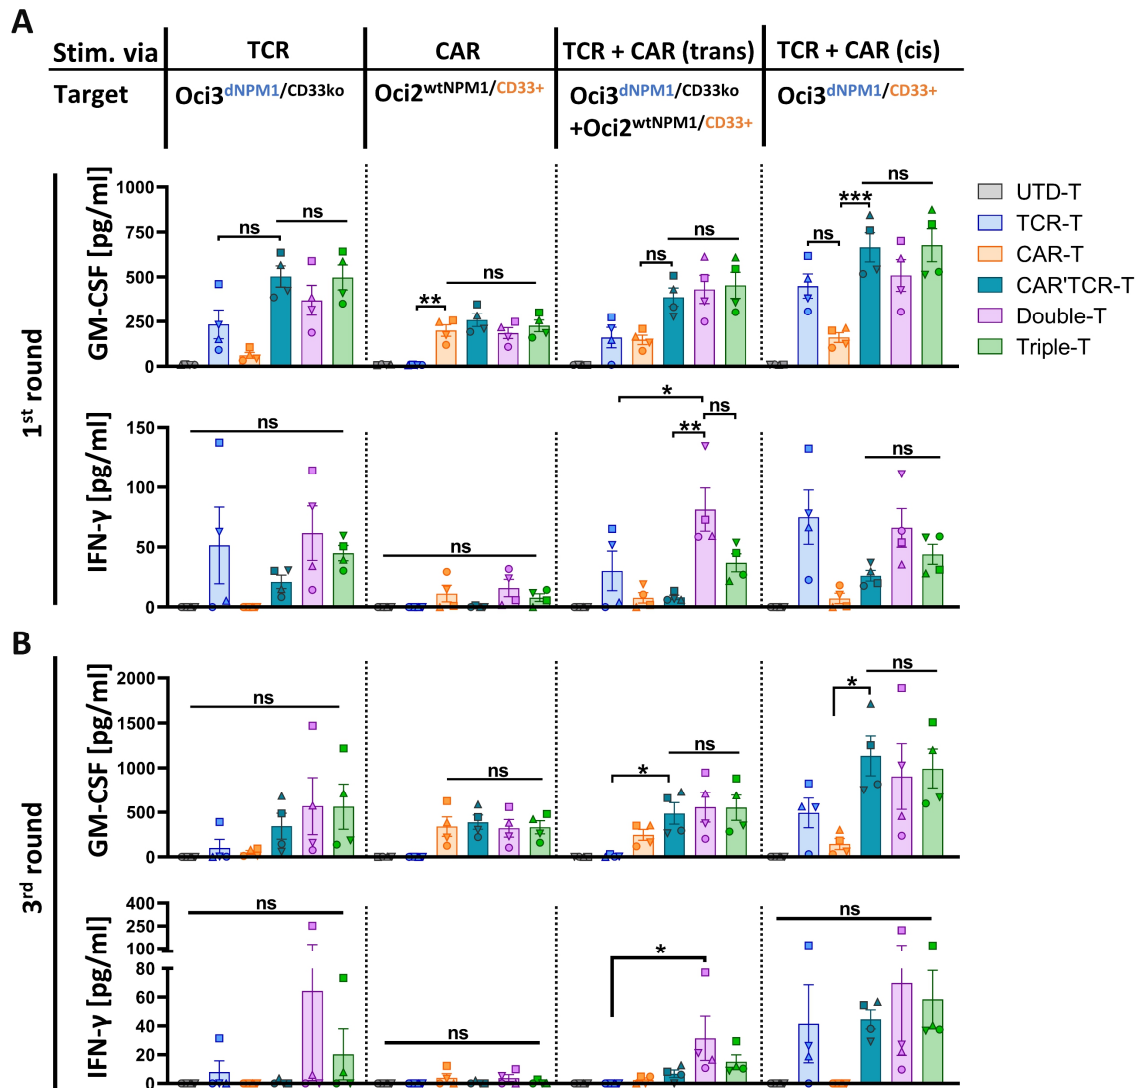 A
Stim. via TCR CAR TCR + CAR (trans) TCR + CAR (cis)
Target Oci3dNPM1/CD33ko Oci2wtNPM1/CD33+ Oci3dNPM1/CD33ko Oci3dNPM1/CD33+
+Oci2wtNPM1/CD33+
1st round
GM-CSF [pg/ml]
1000
750
500
250
0
ns ns
** ns
ns ns
ns *** ns
UTD-T
TCR-T
CAR-T
CAR'TCR-T
Double-T
Triple-T
IFN-γ [pg/ml]
150
100
50
0
ns
ns
* ns
**
ns
B
3rd round
GM-CSF [pg/ml]
2000
1500
1000
500
0
ns
ns
* ns
* ns
IFN-γ [pg/ml]
400
250
100
80
60
40
20
0
ns
ns
*
ns